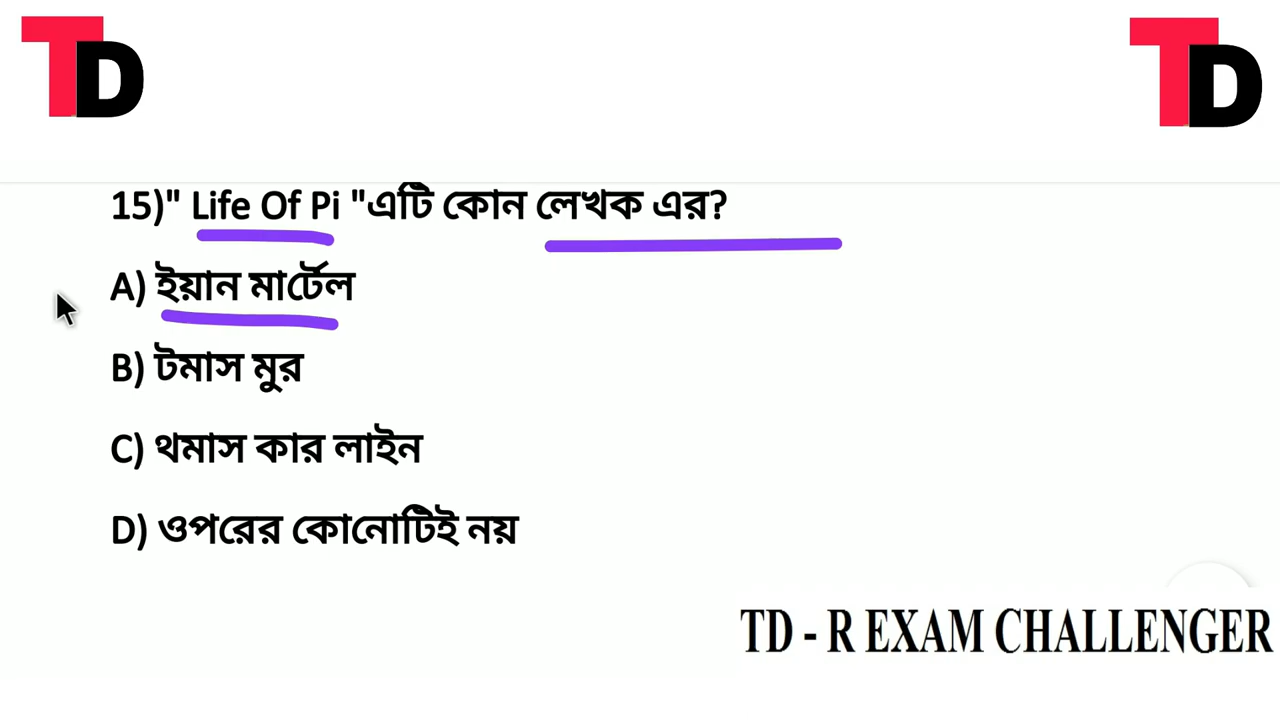 TD TD
15)" Life Of Pi "এটি কোন লেখক এর?
A) ইয়ান মার্টেল
B) টমাস মুর
C) থমাস কার লাইন
D) ওপরের কোনোটিই নয়
TD - R EXAM CHALLENGER